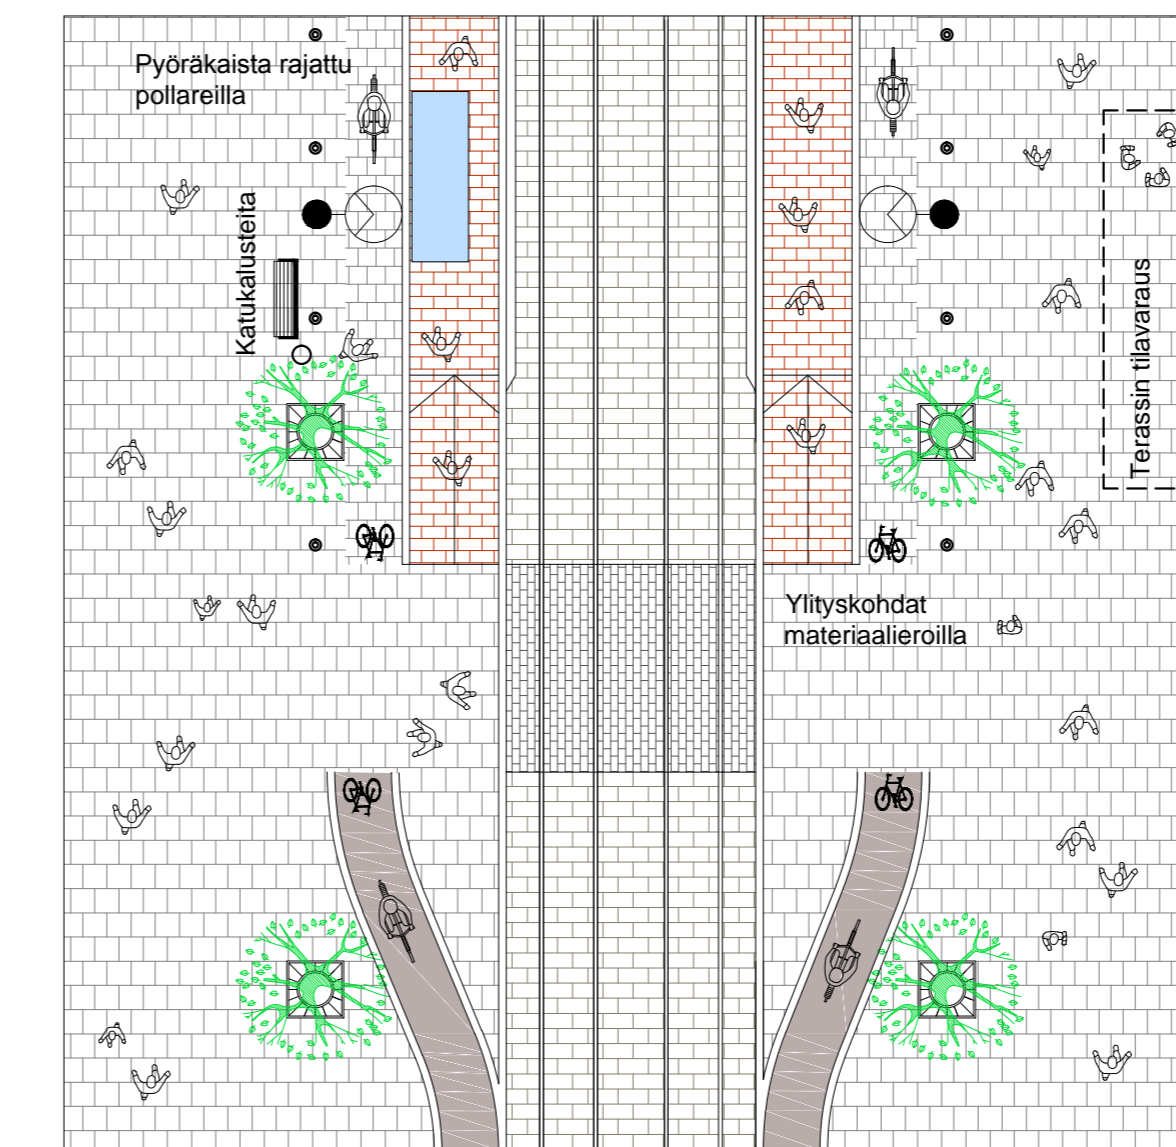 Pyöräkaista rajattu
pollareilla
Katukalusteita
Terassin tilavaraus
Ylityskohdat
materiaalieroilla